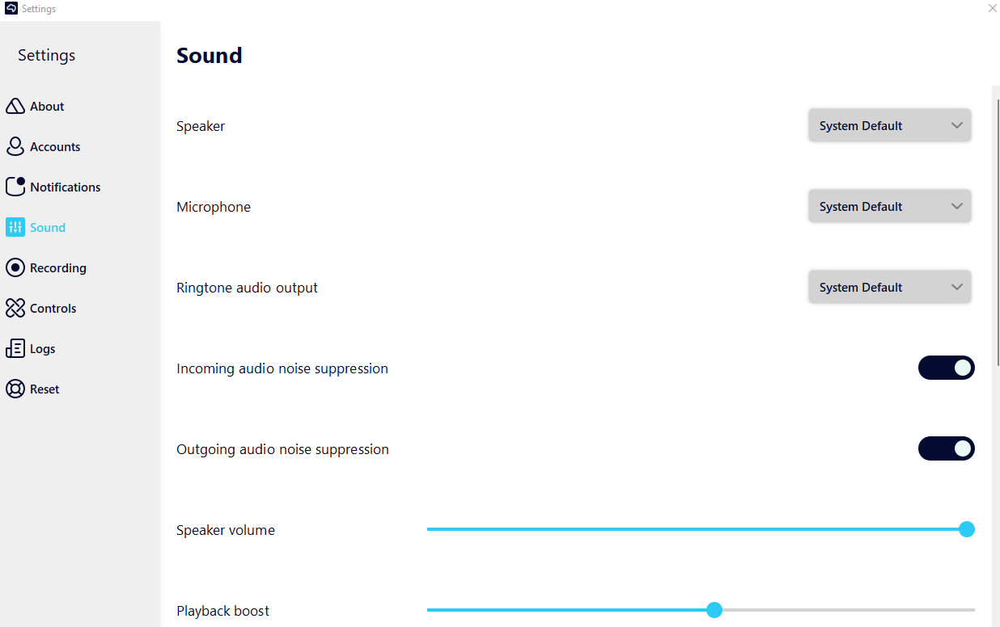 Settings
Settings
About
Accounts
Notifications
Sound
Recording
Controls
Logs
Reset
Sound
Speaker
System Default
Microphone
System Default
Ringtone audio output
System Default
Incoming audio noise suppression
Outgoing audio noise suppression
Speaker volume
Playback boost